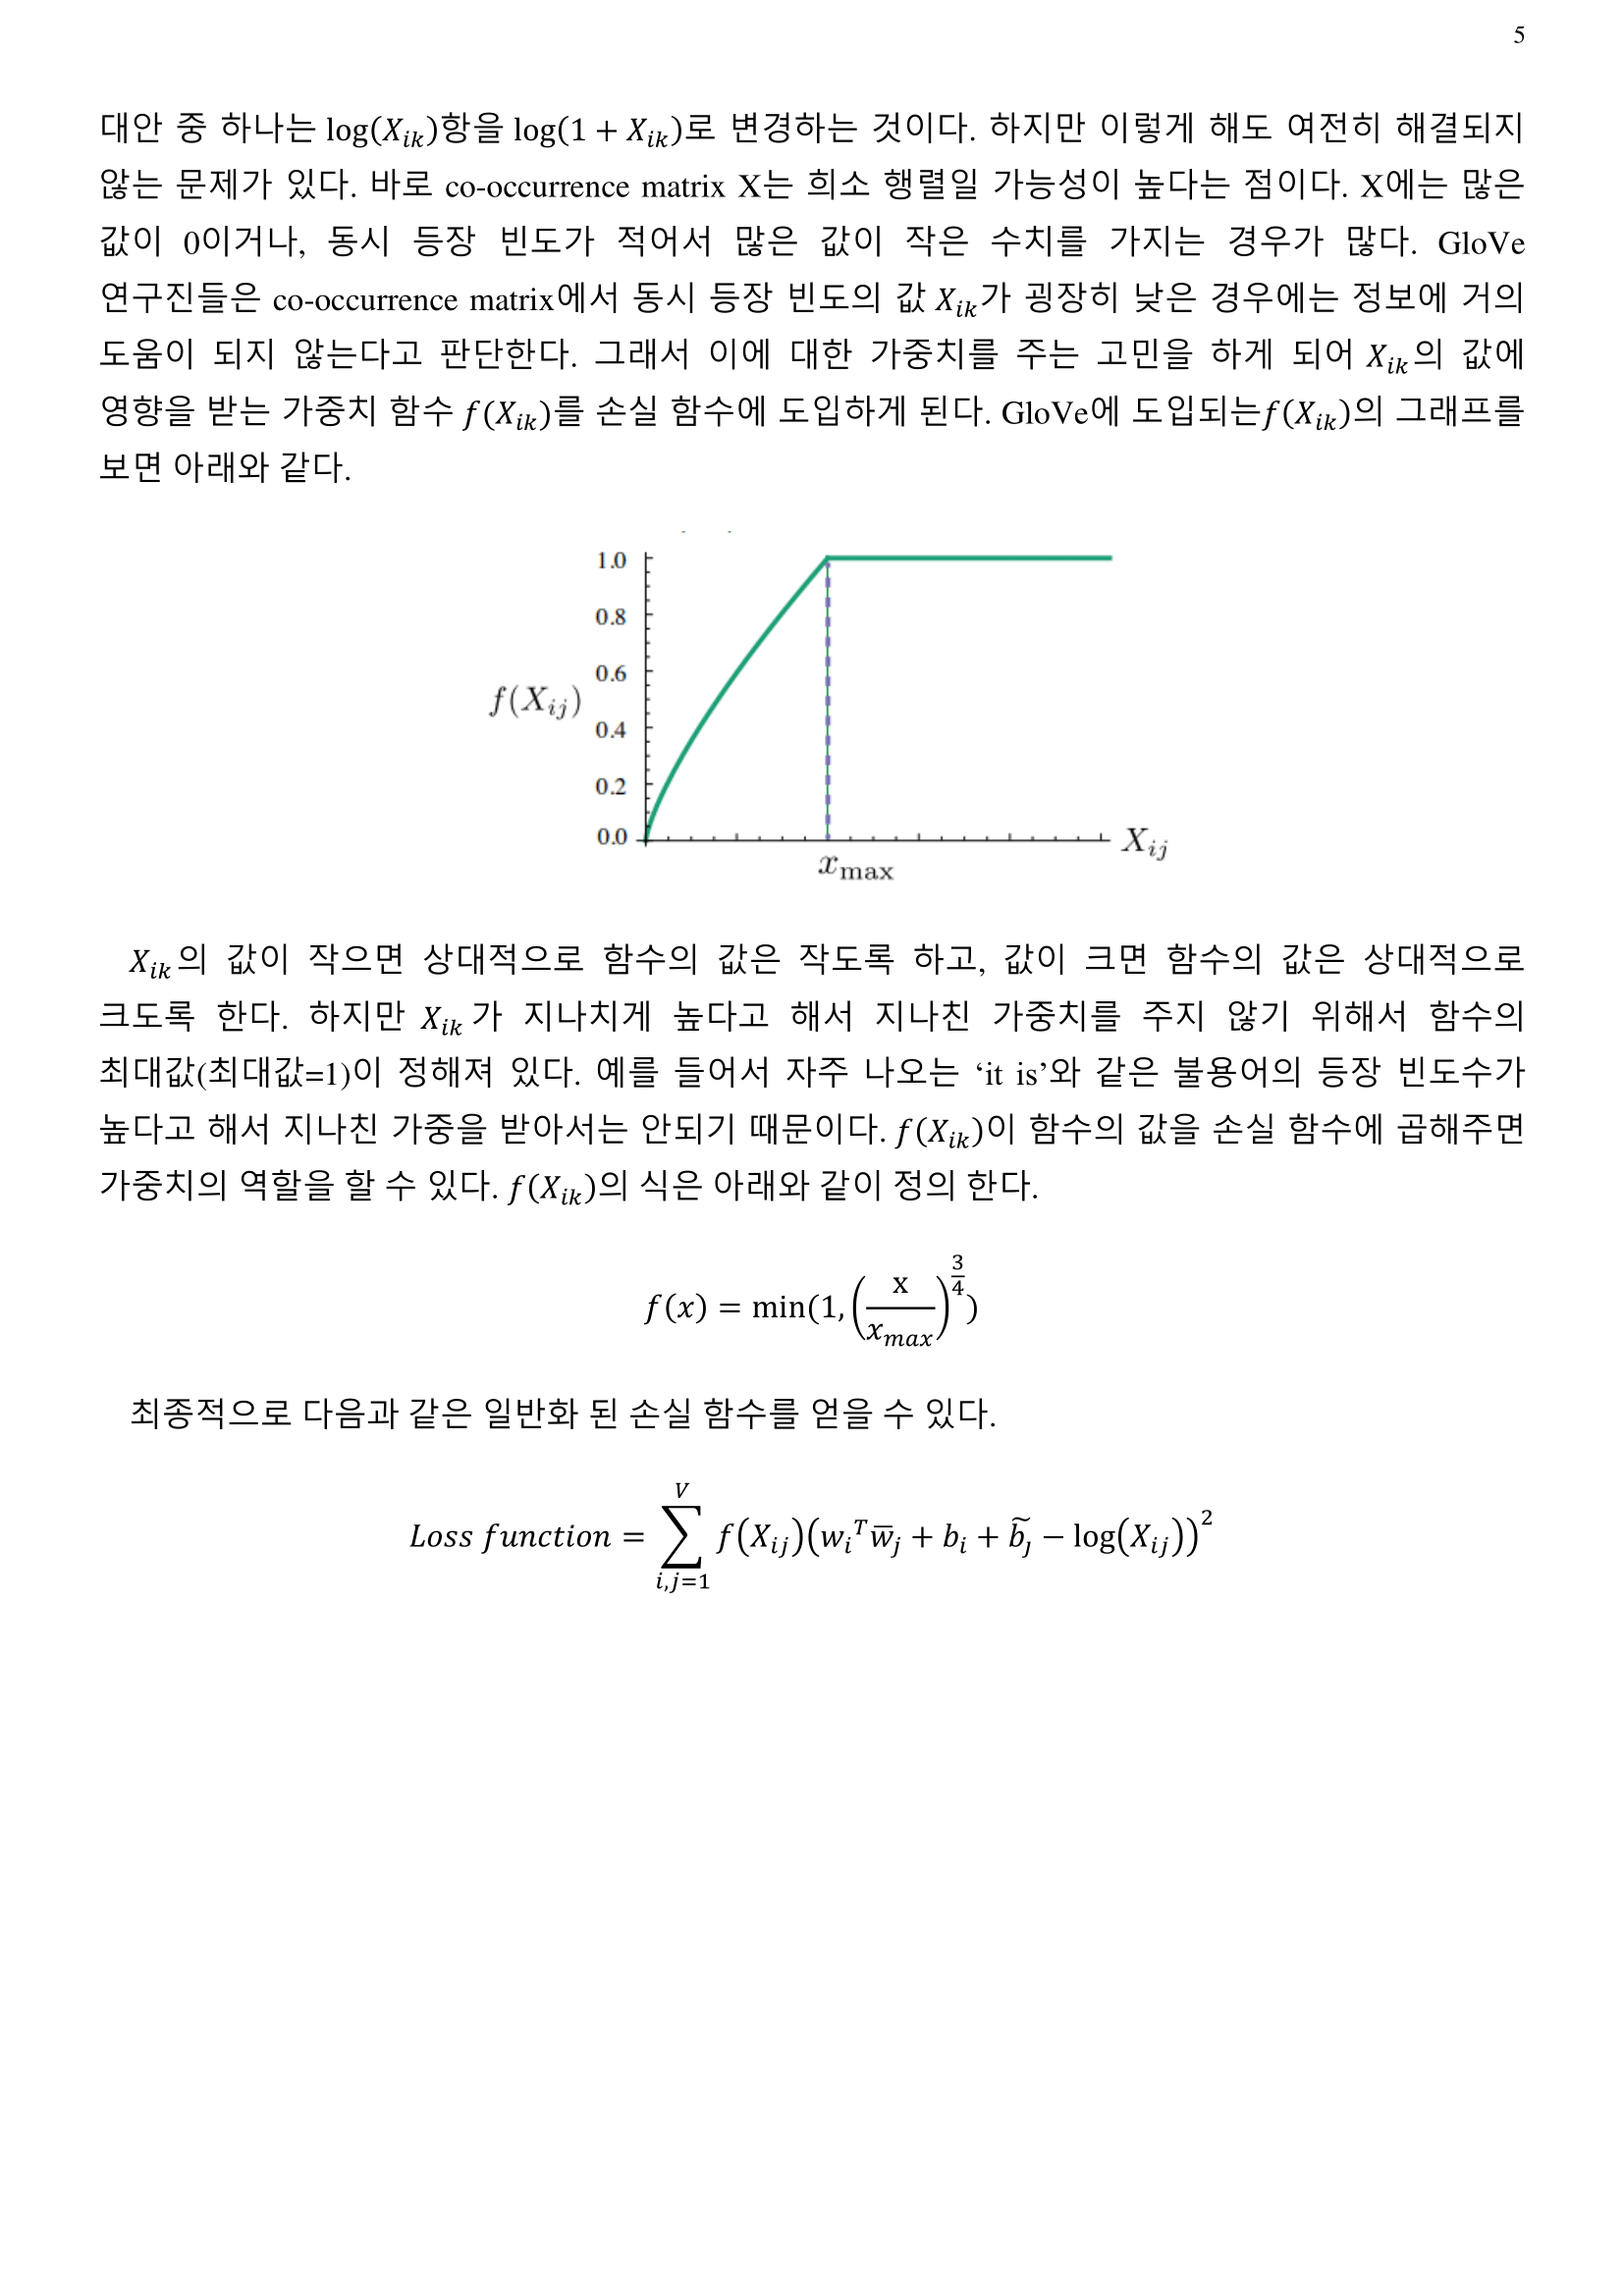 5
대안 중 하나는 log(X_{ik})항을 log(1 + X_{ik})로 변경하는 것이다. 하지만 이렇게 해도 여전히 해결되지
않는 문제가 있다. 바로 co-occurrence matrix X는 희소 행렬일 가능성이 높다는 점이다. X에는 많은
값이 0이거나, 동시 등장 빈도가 적어서 많은 값이 작은 수치를 가지는 경우가 많다. GloVe
연구진들은 co-occurrence matrix에서 동시 등장 빈도의 값 X_{ik}가 굉장히 낮은 경우에는 정보에 거의
도움이 되지 않는다고 판단한다. 그래서 이에 대한 가중치를 주는 고민을 하게 되어 X_{ik}의 값에
영향을 받는 가중치 함수 f(X_{ik})를 손실 함수에 도입하게 된다. GloVe에 도입되는f(X_{ik})의 그래프를
보면 아래와 같다.
1.0
0.8
0.6
f(X_{ij})
0.4
0.2
0.0
X_{ij}
x_{max}
X_{ik}의 값이 작으면 상대적으로 함수의 값은 작도록 하고, 값이 크면 함수의 값은 상대적으로
크도록 한다. 하지만 X_{ik}가 지나치게 높다고 해서 지나친 가중치를 주지 않기 위해서 함수의
최대값(최대값=1)이 정해져 있다. 예를 들어서 자주 나오는 ‘it is’와 같은 불용어의 등장 빈도수가
높다고 해서 지나친 가중을 받아서는 안되기 때문이다. f(X_{ik})이 함수의 값을 손실 함수에 곱해주면
가중치의 역할을 할 수 있다. f(X_{ik})의 식은 아래와 같이 정의 한다.
f(x) = min(1, (x/x_{max})^{3/4})
최종적으로 다음과 같은 일반화 된 손실 함수를 얻을 수 있다.
Loss function = ∑_{i,j=1}^{V} f(X_{ij})(w_i^T w̅_j + b_i + b̃_j − log(X_{ij}))^2